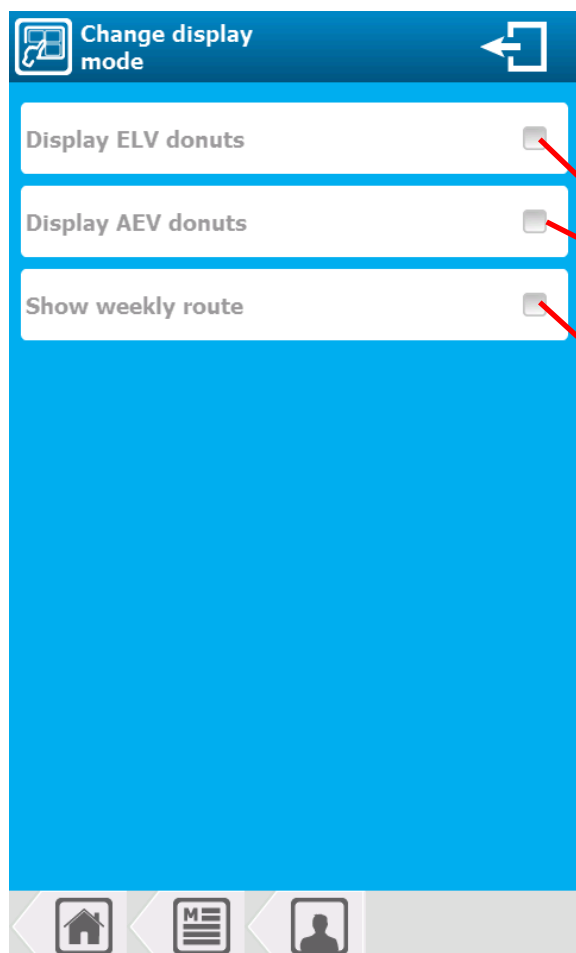 Change display
mode
Display ELV donuts
Display AEV donuts
Show weekly route
M